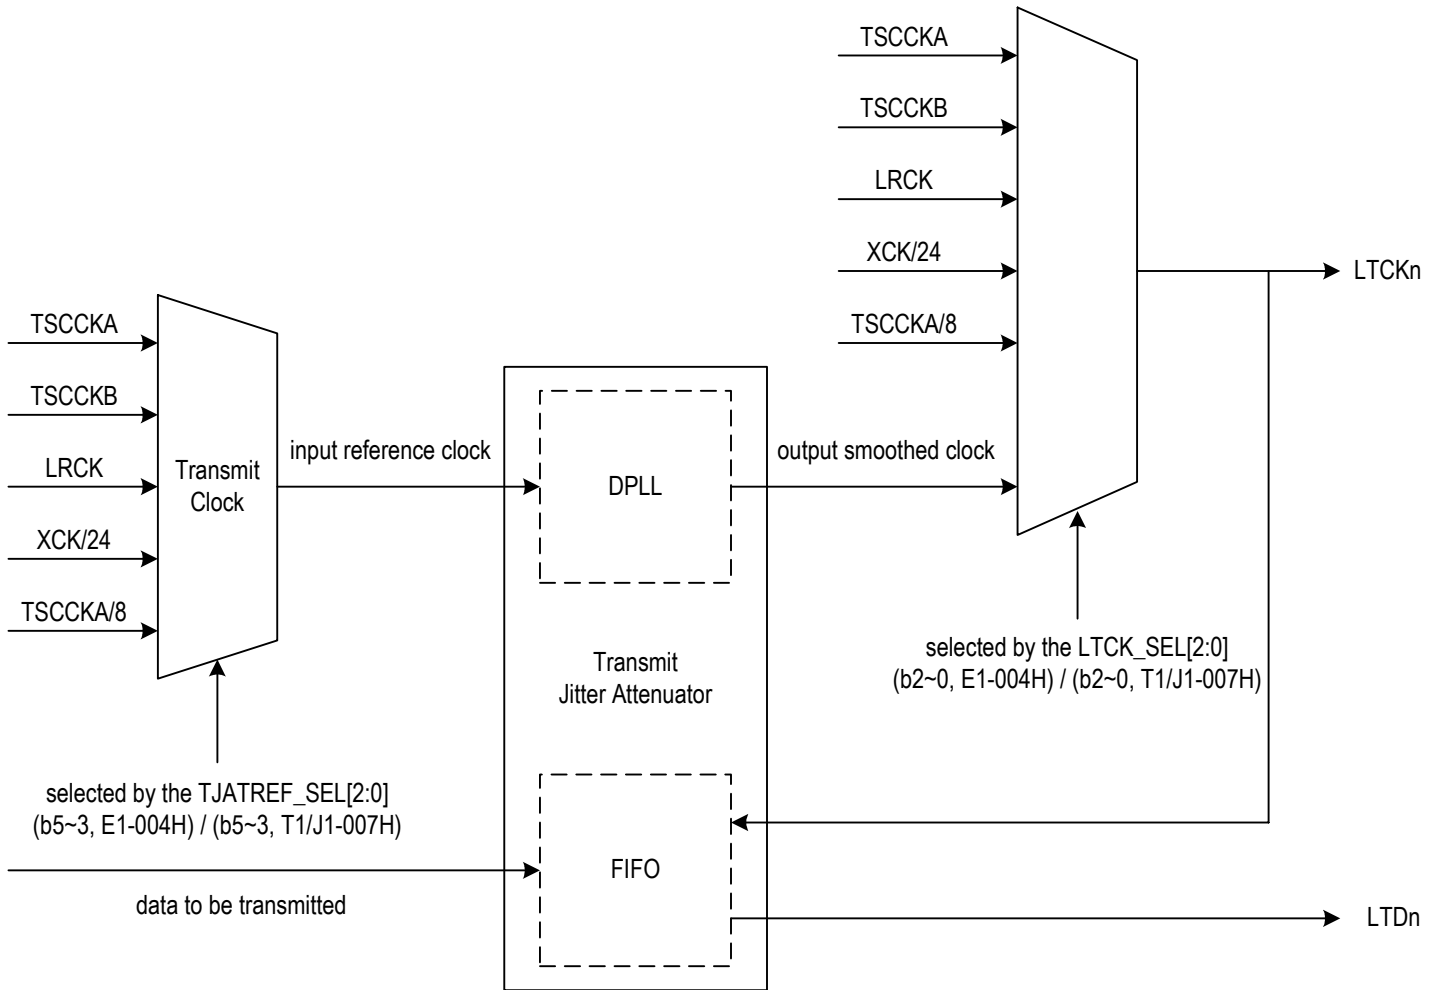 TSCCKA
TSCCKB
LRCK
XCK/24
TSCCKA/8
LTCKn
TSCCKA
TSCCKB
LRCK
XCK/24
TSCCKA/8
Transmit
Clock
input reference clock
DPLL
output smoothed clock
Transmit
Jitter Attenuator
selected by the LTCK_SEL[2:0]
(b2~0, E1-004H) / (b2~0, T1/J1-007H)
selected by the TJATREF_SEL[2:0]
(b5~3, E1-004H) / (b5~3, T1/J1-007H)
data to be transmitted
FIFO
LTDn